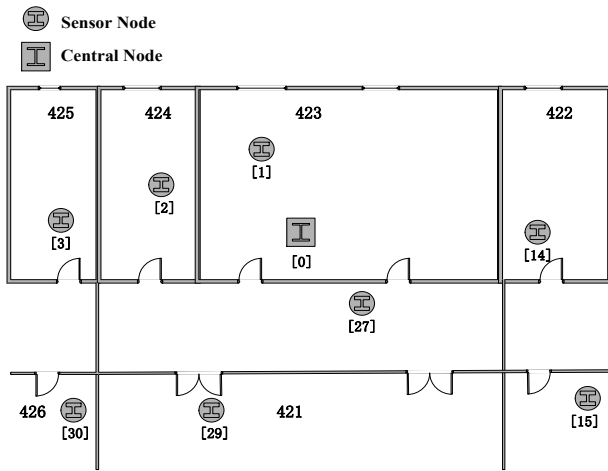 Sensor Node
Central Node
425 424 423 422
[1]
[2]
[3]
[0]
[14]
[27]
426 421
[30] [29] [15]